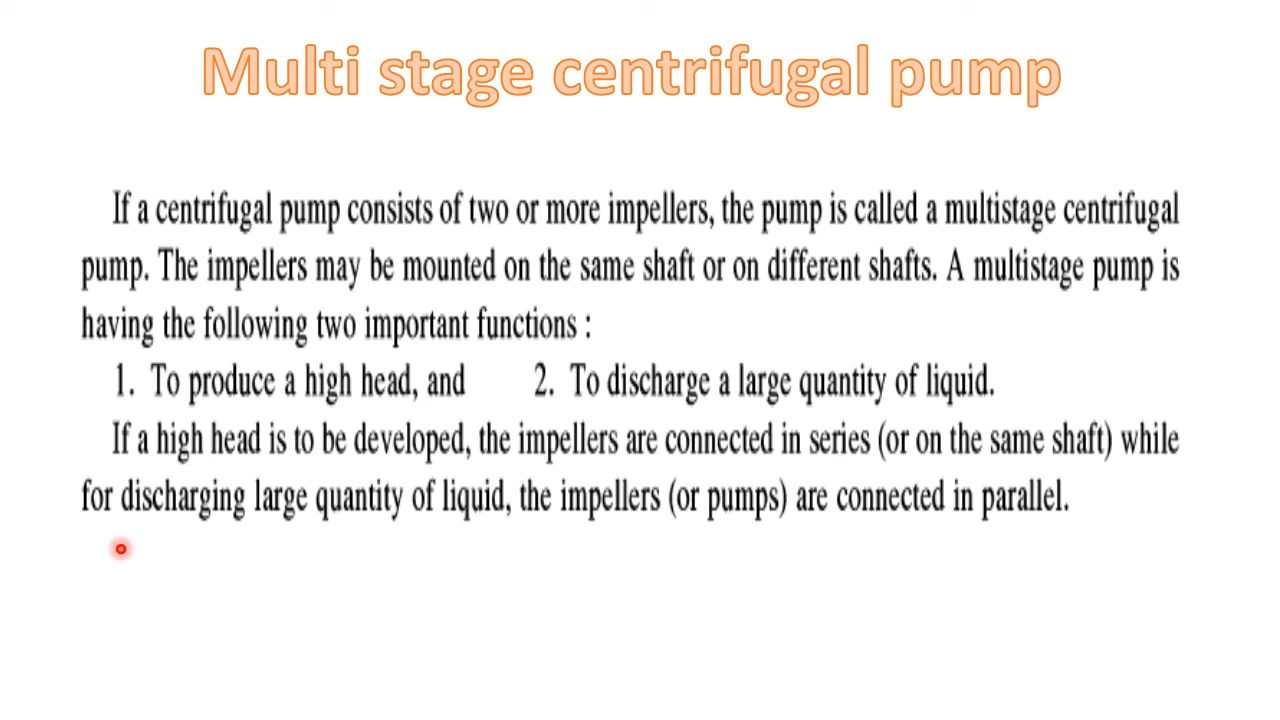 Multi stage centrifugal pump
If a centrifugal pump consists of two or more impellers, the pump is called a multistage centrifugal
pump. The impellers may be mounted on the same shaft or on different shafts. A multistage pump is
having the following two important functions :
1. To produce a high head, and 2. To discharge a large quantity of liquid.
If a high head is to be developed, the impellers are connected in series (or on the same shaft) while
for discharging large quantity of liquid, the impellers (or pumps) are connected in parallel.